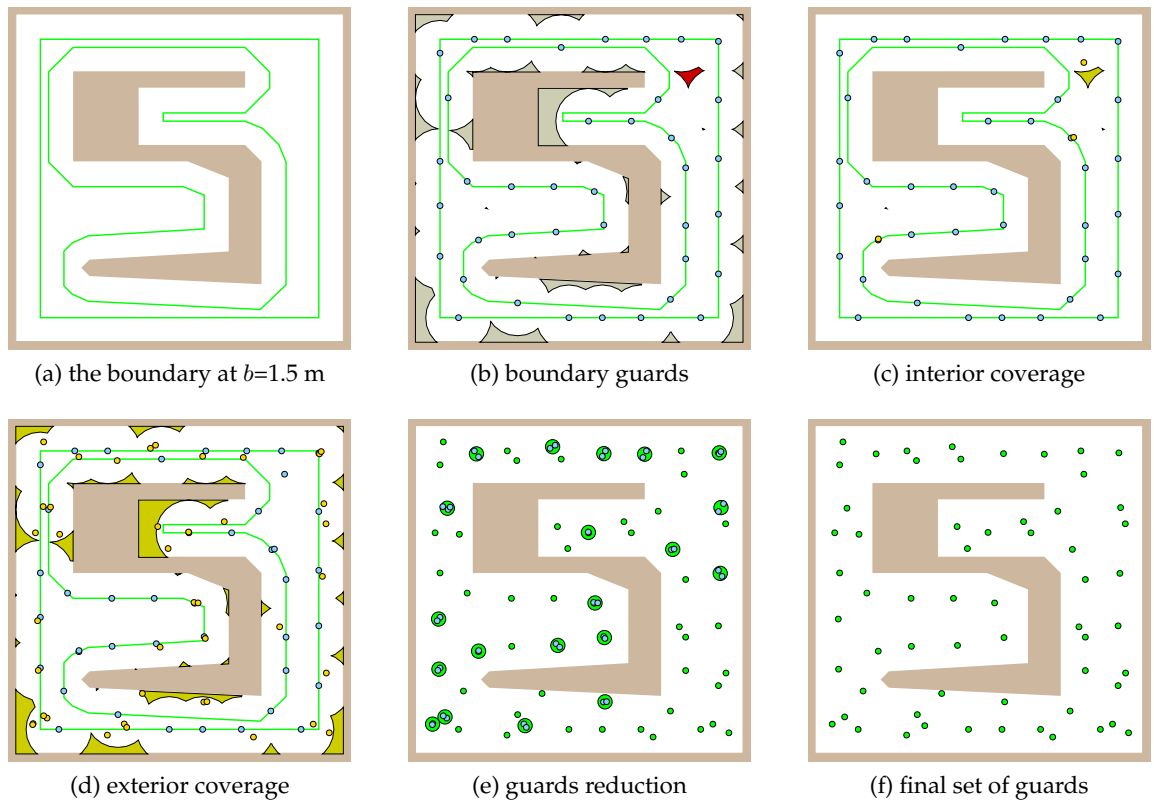 (a) the boundary at b=1.5 m
(b) boundary guards
(c) interior coverage
(d) exterior coverage
(e) guards reduction
(f) final set of guards